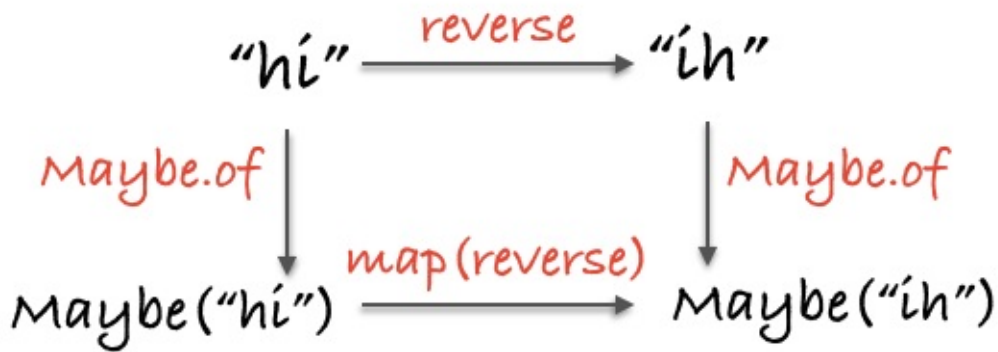 reverse
“hi” “ih”
Maybe.of Maybe.of
map(reverse)
Maybe(“hi”) Maybe(“ih”)